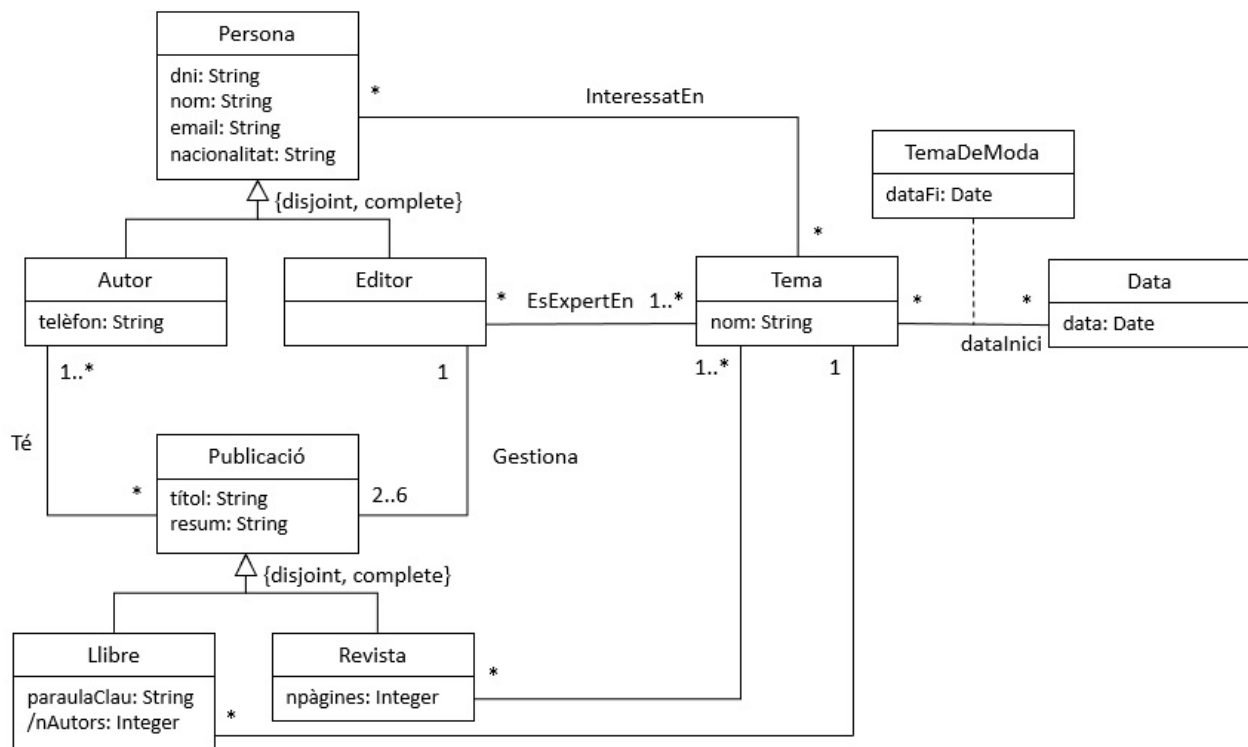 Persona
dni: String
nom: String
email: String
nacionalitat: String
*
InteressatEn
*
{disjoint, complete}
TemaDeModa
dataFi: Date
Autor
telèfon: String
Editor
* EsExpertEn 1..*
Tema
nom: String
* *
dataInici
Data
data: Date
1..*
1
1..*
1
Té
Gestiona
*
2..6
Publicació
títol: String
resum: String
{disjoint, complete}
Llibre
paraulaClau: String
/nAutors: Integer
*
Revista
npàgines: Integer
*